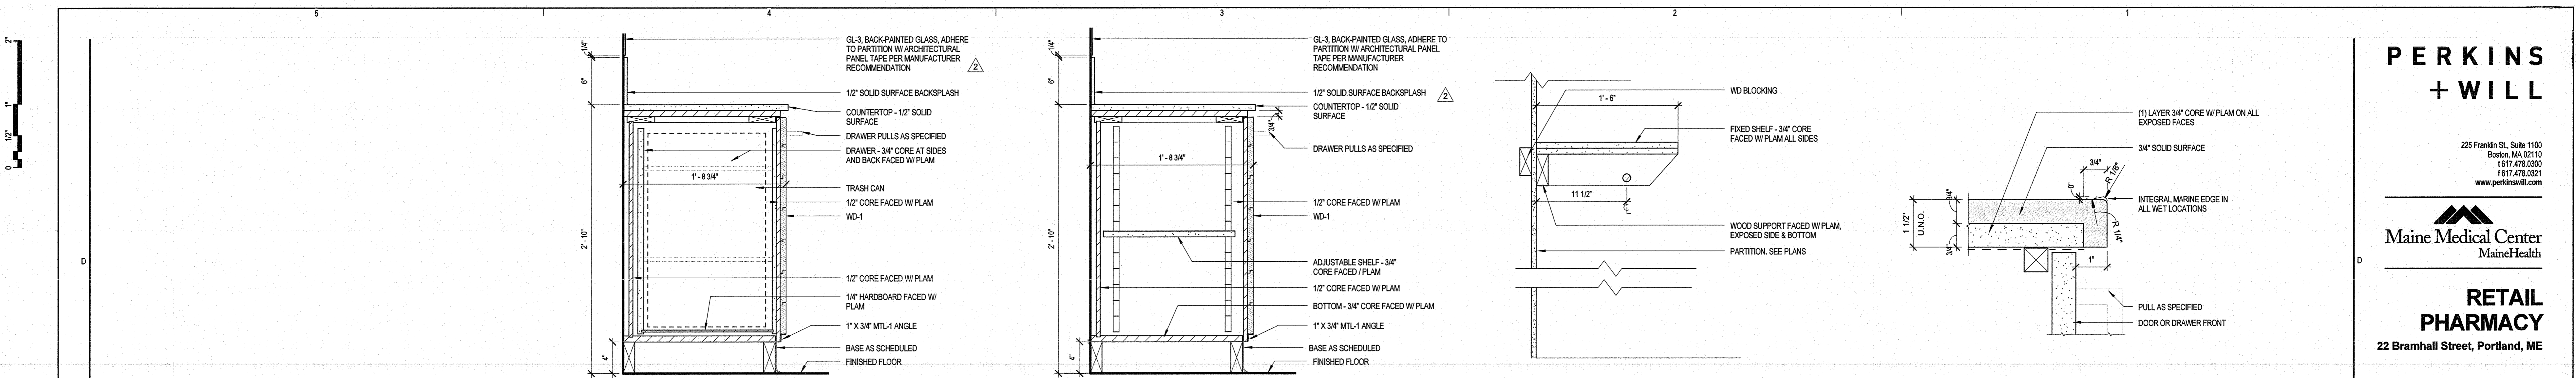 5
4
3
2
1
2"
1"
1/2"
0
D
1/4"
6"
2' - 10"
4"
1' - 8 3/4"
GL-3, BACK-PAINTED GLASS, ADHERE
TO PARTITION W/ ARCHITECTURAL
PANEL TAPE PER MANUFACTURER
RECOMMENDATION
2
1/2" SOLID SURFACE BACKSPLASH
COUNTERTOP - 1/2" SOLID
SURFACE
DRAWER PULLS AS SPECIFIED
DRAWER - 3/4" CORE AT SIDES
AND BACK FACED W/ PLAM
TRASH CAN
1/2" CORE FACED W/ PLAM
WD-1
1/2" CORE FACED W/ PLAM
1/4" HARDBOARD FACED W/
PLAM
1" X 3/4" MTL-1 ANGLE
BASE AS SCHEDULED
FINISHED FLOOR
1/4"
6"
2' - 10"
4"
1' - 8 3/4"
3/4"
GL-3, BACK-PAINTED GLASS, ADHERE TO
PARTITION W/ ARCHITECTURAL PANEL
TAPE PER MANUFACTURER
RECOMMENDATION
1/2" SOLID SURFACE BACKSPLASH
2
COUNTERTOP - 1/2" SOLID
SURFACE
DRAWER PULLS AS SPECIFIED
1/2" CORE FACED W/ PLAM
WD-1
ADJUSTABLE SHELF - 3/4"
CORE FACED / PLAM
1/2" CORE FACED W/ PLAM
BOTTOM - 3/4" CORE FACED W/ PLAM
1" X 3/4" MTL-1 ANGLE
BASE AS SCHEDULED
FINISHED FLOOR
1' - 6"
11 1/2"
WD BLOCKING
FIXED SHELF - 3/4" CORE
FACED W/ PLAM ALL SIDES
WOOD SUPPORT FACED W/ PLAM,
EXPOSED SIDE & BOTTOM
PARTITION. SEE PLANS
1 1/2"
U.N.O.
3/4"
3/4"
3/4"
R 1/8"
R 1/4"
1"
(1) LAYER 3/4" CORE W/ PLAM ON ALL
EXPOSED FACES
3/4" SOLID SURFACE
INTEGRAL MARINE EDGE IN
ALL WET LOCATIONS
PULL AS SPECIFIED
DOOR OR DRAWER FRONT
D
PERKINS
+ WILL
225 Franklin St., Suite 1100
Boston, MA 02110
t 617.478.0300
f 617.478.0321
www.perkinswill.com
Maine Medical Center
MaineHealth
RETAIL
PHARMACY
22 Bramhall Street, Portland, ME